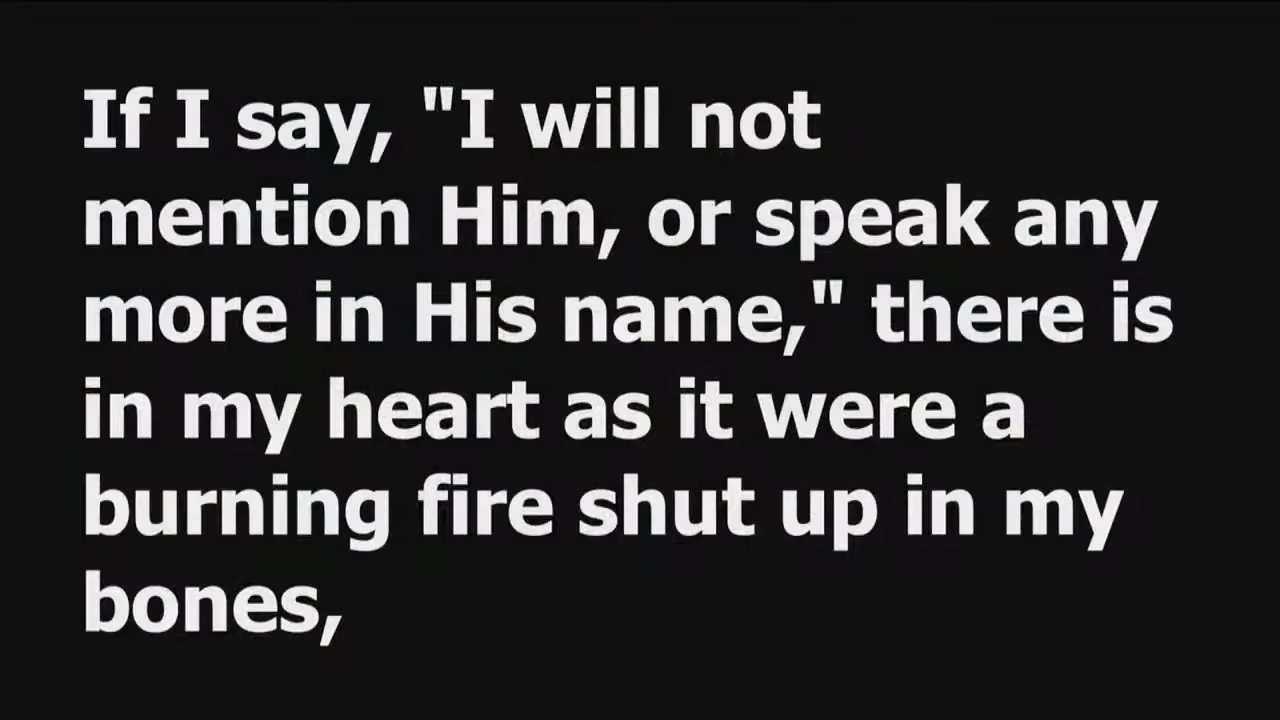 If I say, "I will not
mention Him, or speak any
more in His name," there is
in my heart as it were a
burning fire shut up in my
bones,